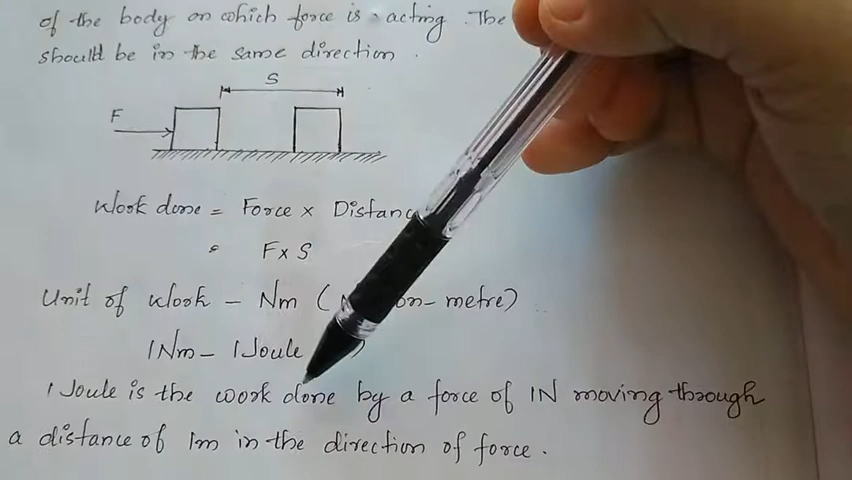 of the body on which force is acting. The
should be in the same direction.
S
F
Work done = Force ×
= F × S
Unit of Work - Nm ( metre)
1Nm - 1Joule
1 Joule is the work done by a force of 1N moving through
a distance of 1m in the direction of force.